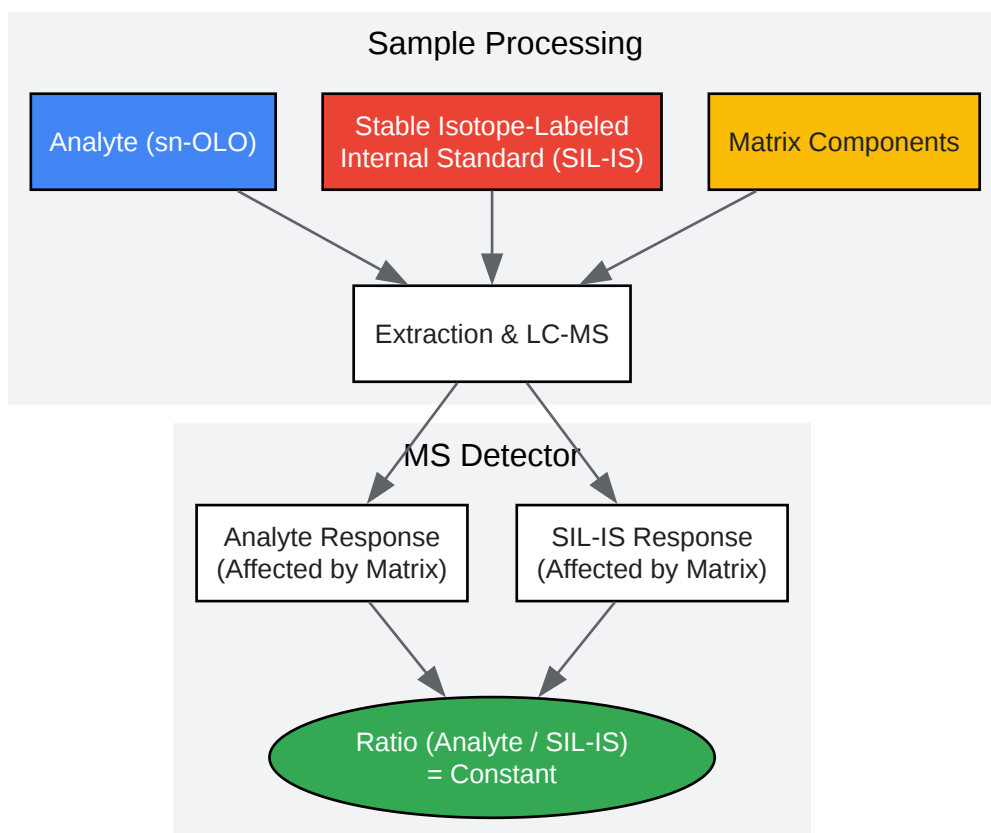 Sample Processing
Analyte (sn-OLO)
Stable Isotope-Labeled
Internal Standard (SIL-IS)
Matrix Components
Extraction & LC-MS
MS Detector
Analyte Response
(Affected by Matrix)
SIL-IS Response
(Affected by Matrix)
Ratio (Analyte / SIL-IS)
= Constant